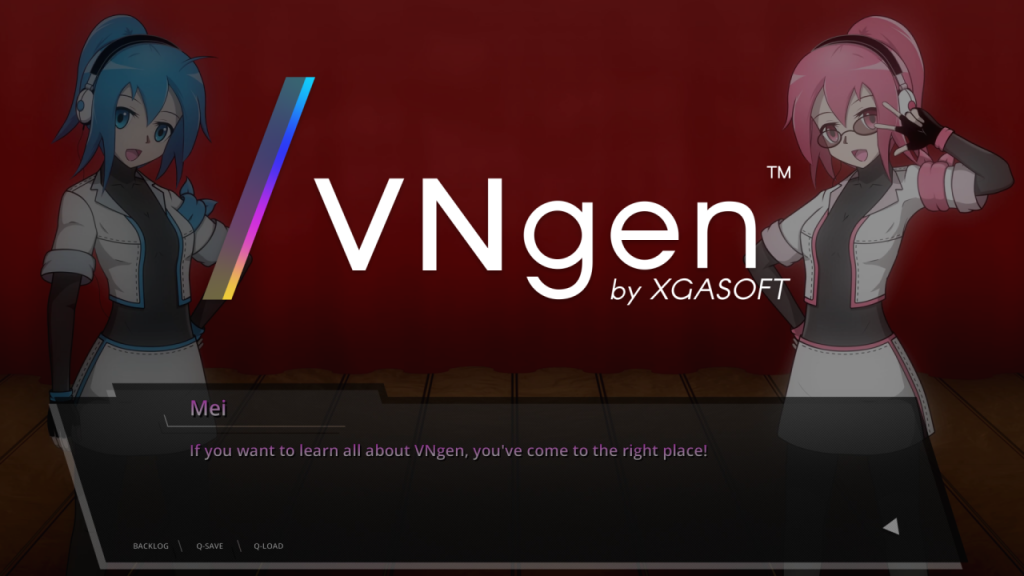 VNgen™
by XGASOFT
Mei
If you want to learn all about VNgen, you've come to the right place!
BACKLOG \ Q-SAVE \ Q-LOAD